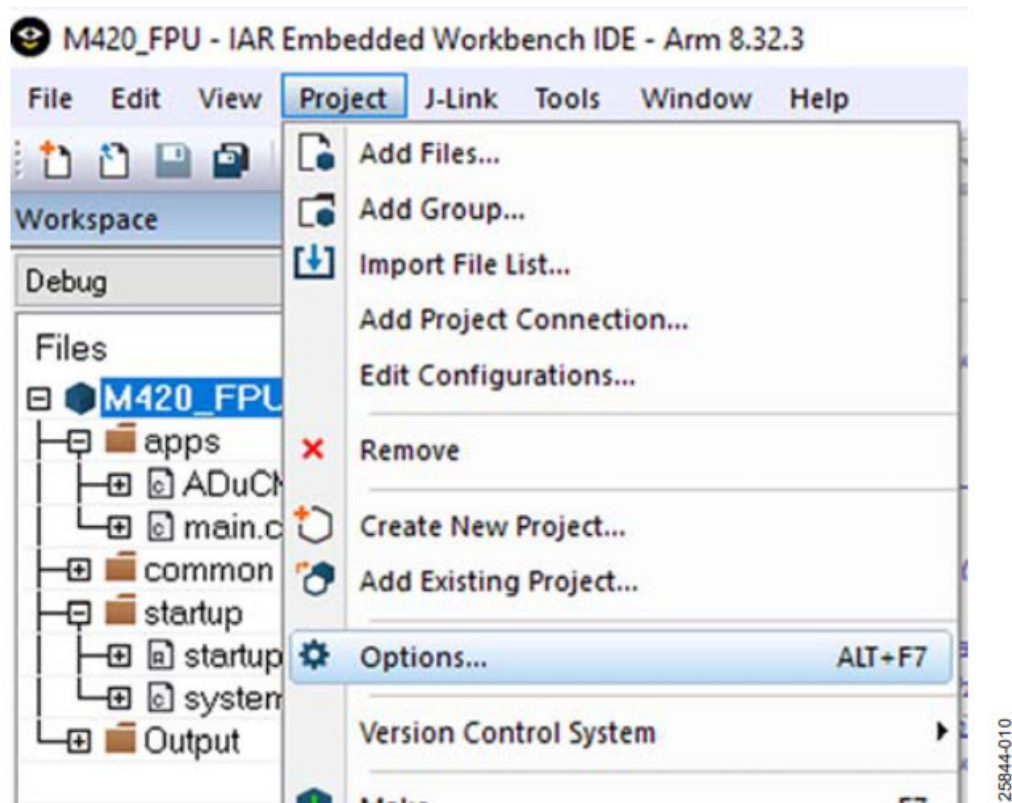 M420_FPU - IAR Embedded Workbench IDE - Arm 8.32.3
File Edit View Project J-Link Tools Window Help
Workspace
Debug
Files
M420_FPU
apps
main.c
common
startup
startup
system
Output
Add Files...
Add Group...
Import File List...
Add Project Connection...
Edit Configurations...
Remove
Create New Project...
Add Existing Project...
Options... ALT+F7
Version Control System
25844-010